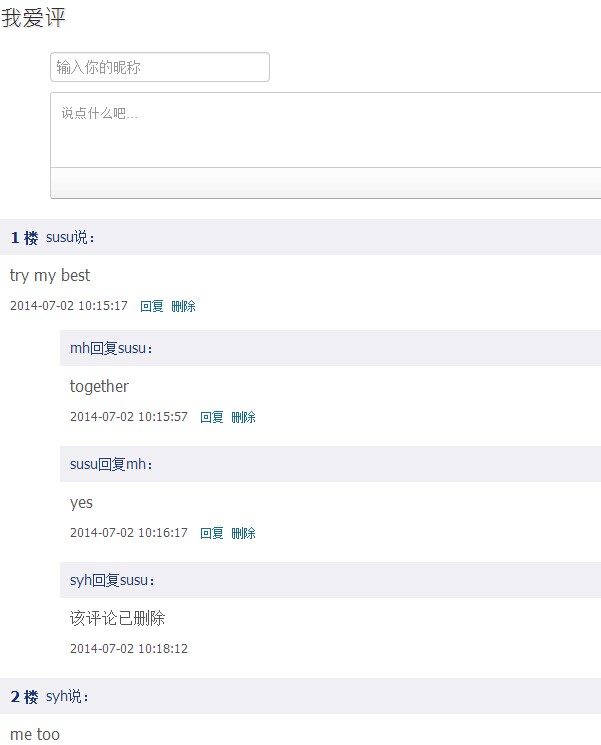 我爱评
输入你的昵称
说点什么吧...
1 楼 susu说：
try my best
2014-07-02 10:15:17 回复 删除
mh回复susu：
together
2014-07-02 10:15:57 回复 删除
susu回复mh：
yes
2014-07-02 10:16:17 回复 删除
syh回复susu：
该评论已删除
2014-07-02 10:18:12
2 楼 syh说：
me too